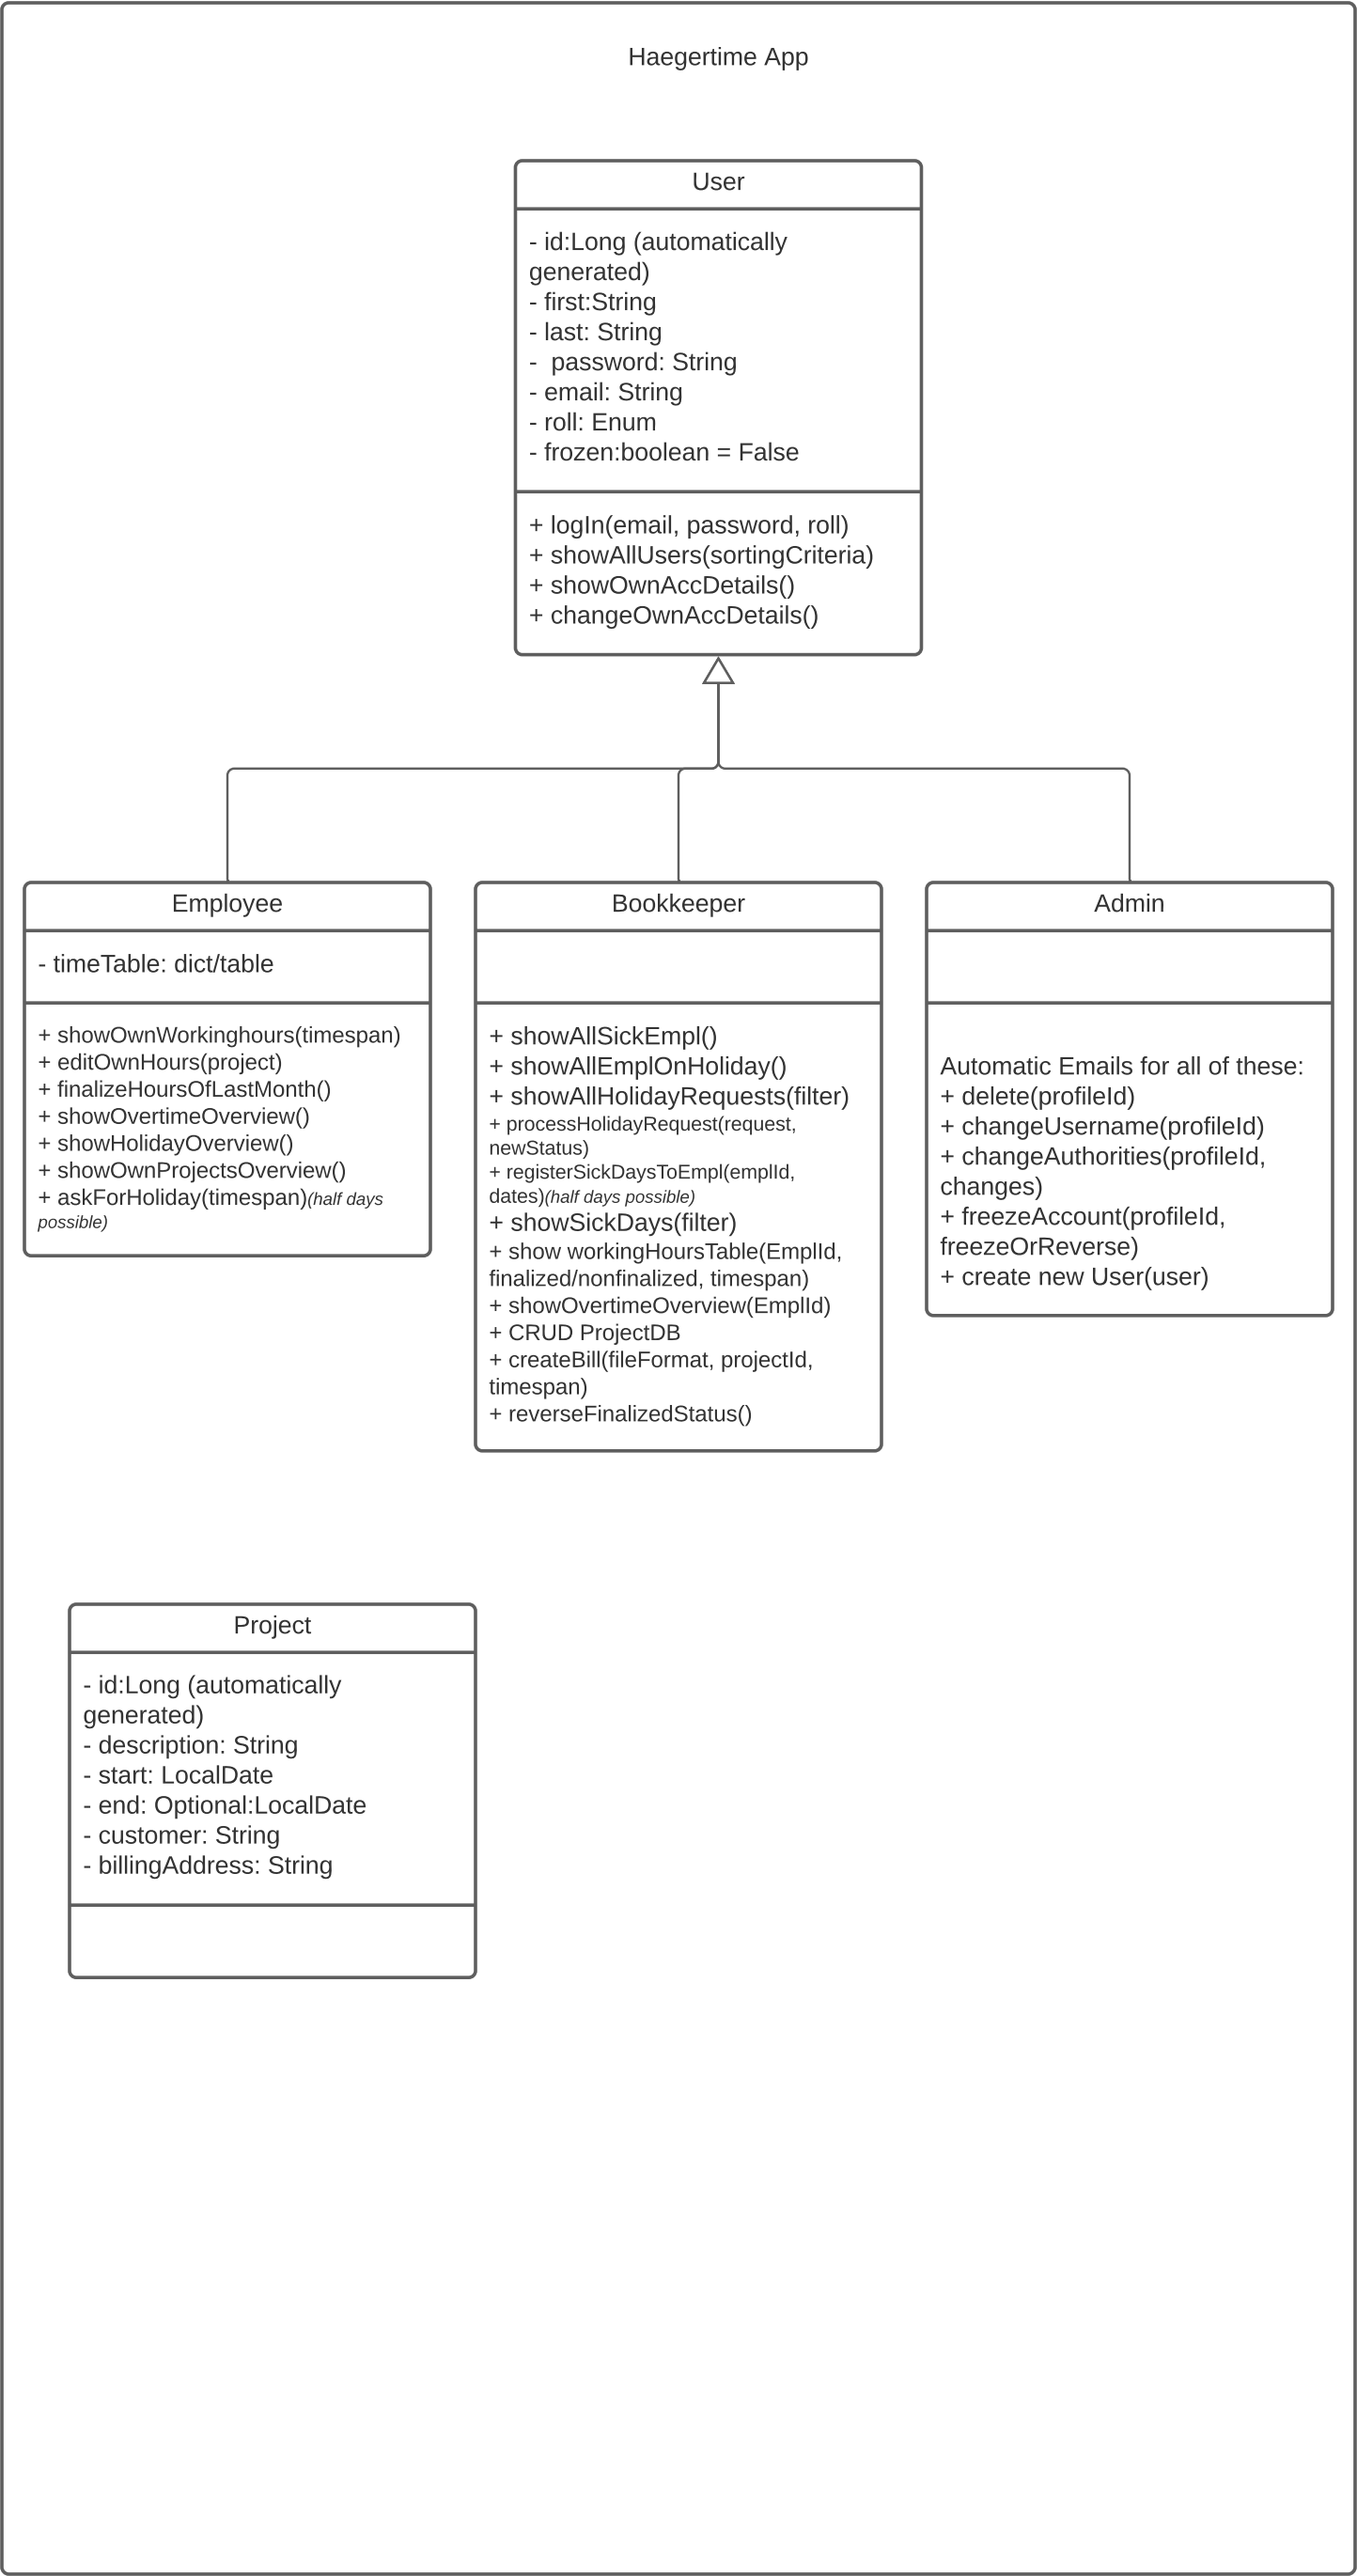 Haegertime App
User
- id:Long (automatically
generated)
- first:String
- last: String
-  password: String
- email: String
- roll: Enum
- frozen:boolean = False
+ logIn(email, password, roll)
+ showAllUsers(sortingCriteria)
+ showOwnAccDetails()
+ changeOwnAccDetails()
Employee
- timeTable: dict/table
+ showOwnWorkinghours(timespan)
+ editOwnHours(project)
+ finalizeHoursOfLastMonth()
+ showOvertimeOverview()
+ showHolidayOverview()
+ showOwnProjectsOverview()
+ askForHoliday(timespan)(half days
possible)
Bookkeeper
+ showAllSickEmpl()
+ showAllEmplOnHoliday()
+ showAllHolidayRequests(filter)
+ processHolidayRequest(request,
newStatus)
+ registerSickDaysToEmpl(emplId,
dates)(half days possible)
+ showSickDays(filter)
+ show workingHoursTable(EmplId,
finalized/nonfinalized, timespan)
+ showOvertimeOverview(EmplId)
+ CRUD ProjectDB
+ createBill(fileFormat, projectId,
timespan)
+ reverseFinalizedStatus()
Admin
Automatic Emails for all of these:
+ delete(profileId)
+ changeUsername(profileId)
+ changeAuthorities(profileId,
changes)
+ freezeAccount(profileId,
freezeOrReverse)
+ create new User(user)
Project
- id:Long (automatically
generated)
- description: String
- start: LocalDate
- end: Optional:LocalDate
- customer: String
- billingAddress: String